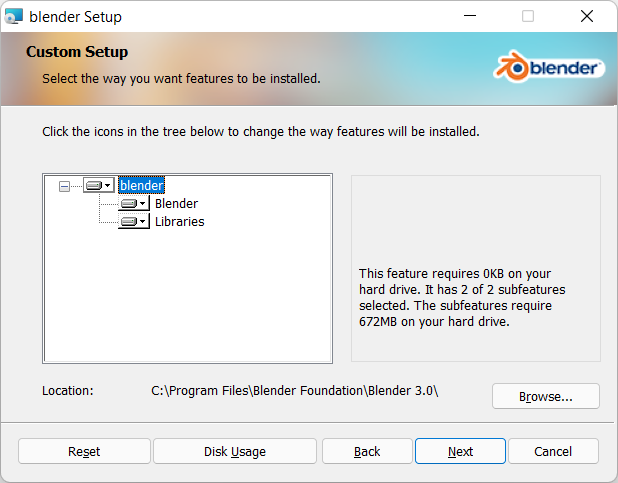 blender Setup
Custom Setup
Select the way you want features to be installed.
blender
Click the icons in the tree below to change the way features will be installed.
blender
Blender
Libraries
This feature requires 0KB on your
hard drive. It has 2 of 2 subfeatures
selected. The subfeatures require
672MB on your hard drive.
Location: C:\Program Files\Blender Foundation\Blender 3.0\
Browse...
Reset Disk Usage Back Next Cancel